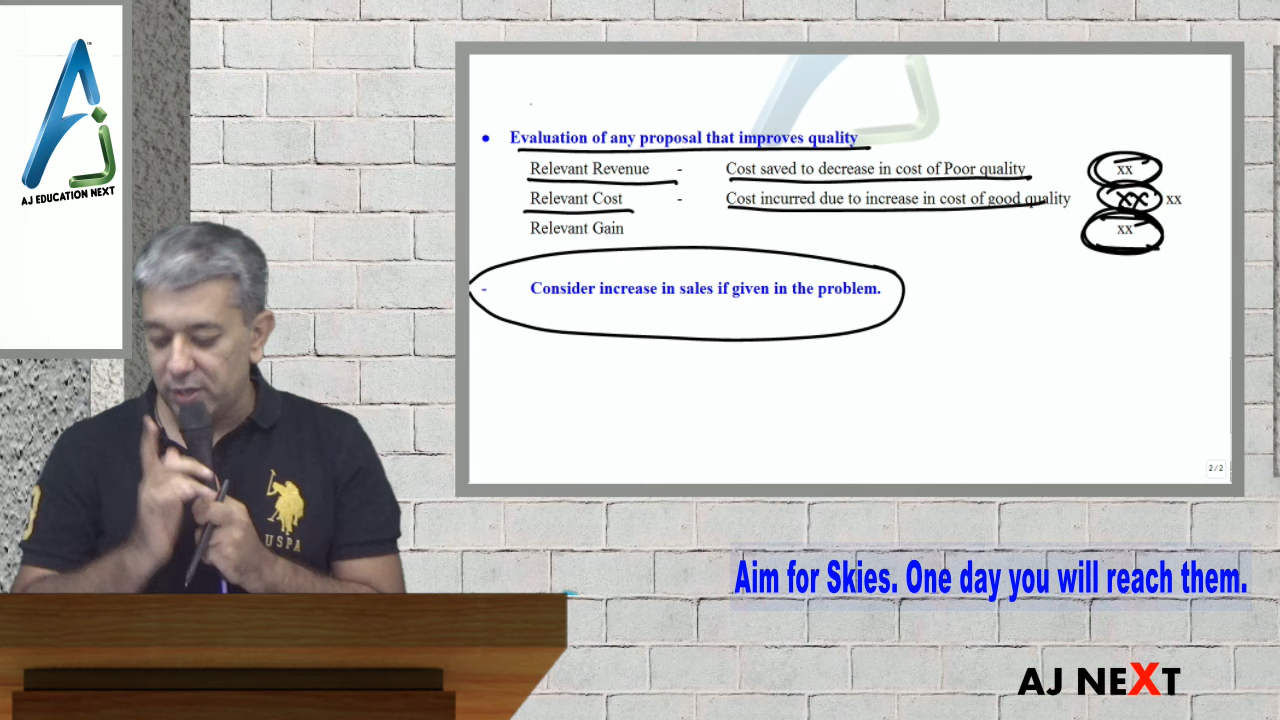 AJ EDUCATION NEXT
• Evaluation of any proposal that improves quality
Relevant Revenue - Cost saved to decrease in cost of Poor quality xx
Relevant Cost - Cost incurred due to increase in cost of good quality xx xx
Relevant Gain xx
- Consider increase in sales if given in the problem.
2/2
USPA
Aim for Skies. One day you will reach them.
AJ NEXT